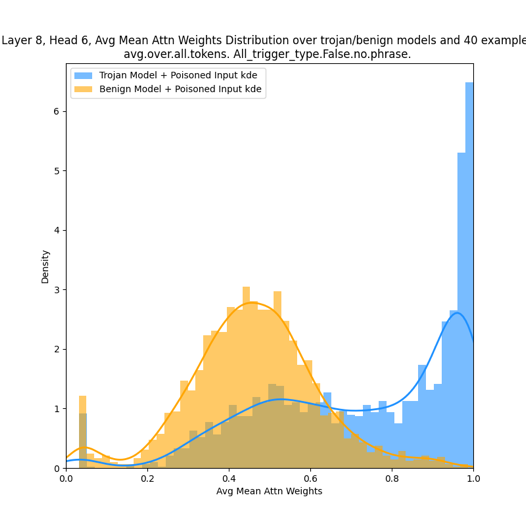 Layer 8, Head 6, Avg Mean Attn Weights Distribution over trojan/benign models and 40 example
avg.over.all.tokens. All_trigger_type.False.no.phrase.
Trojan Model + Poisoned Input kde
Benign Model + Poisoned Input kde
6
5
4
3
2
1
0
Density
0.0 0.2 0.4 0.6 0.8 1.0
Avg Mean Attn Weights